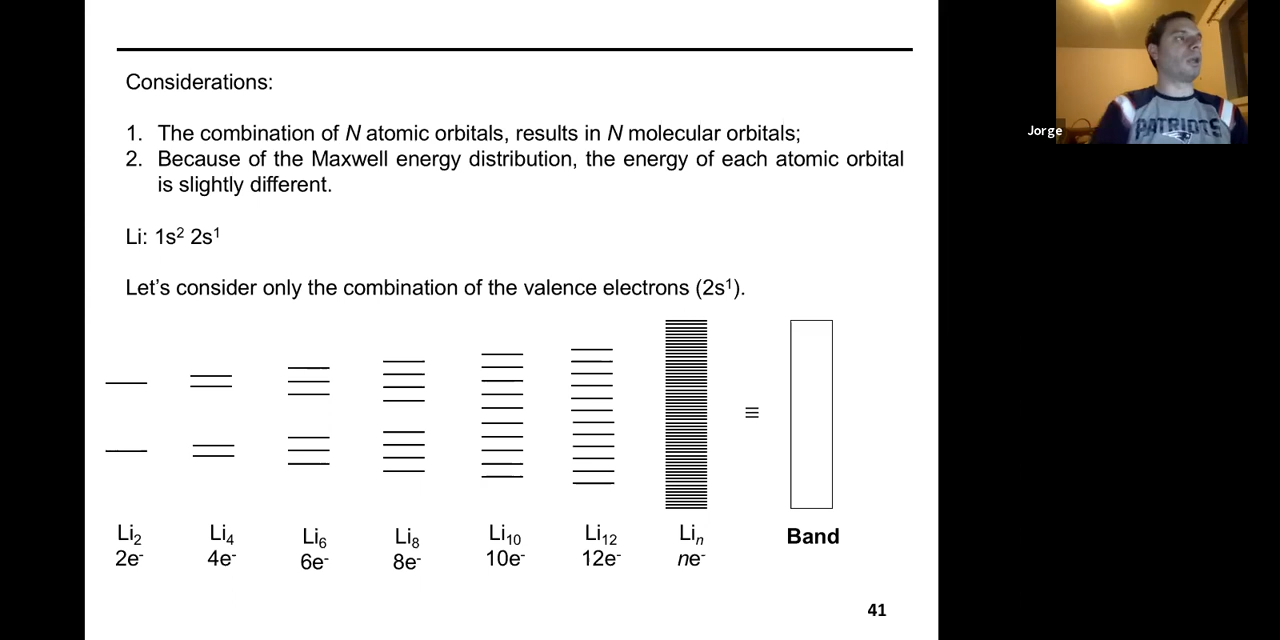 Considerations:
1. The combination of N atomic orbitals, results in N molecular orbitals;
2. Because of the Maxwell energy distribution, the energy of each atomic orbital
is slightly different.
Li: 1s² 2s¹
Let's consider only the combination of the valence electrons (2s¹).
≡
Li₂ Li₄ Li₆ Li₈ Li₁₀ Li₁₂ Liₙ Band
2e⁻ 4e⁻ 6e⁻ 8e⁻ 10e⁻ 12e⁻ ne⁻
41
Jorge
PATRIOTS